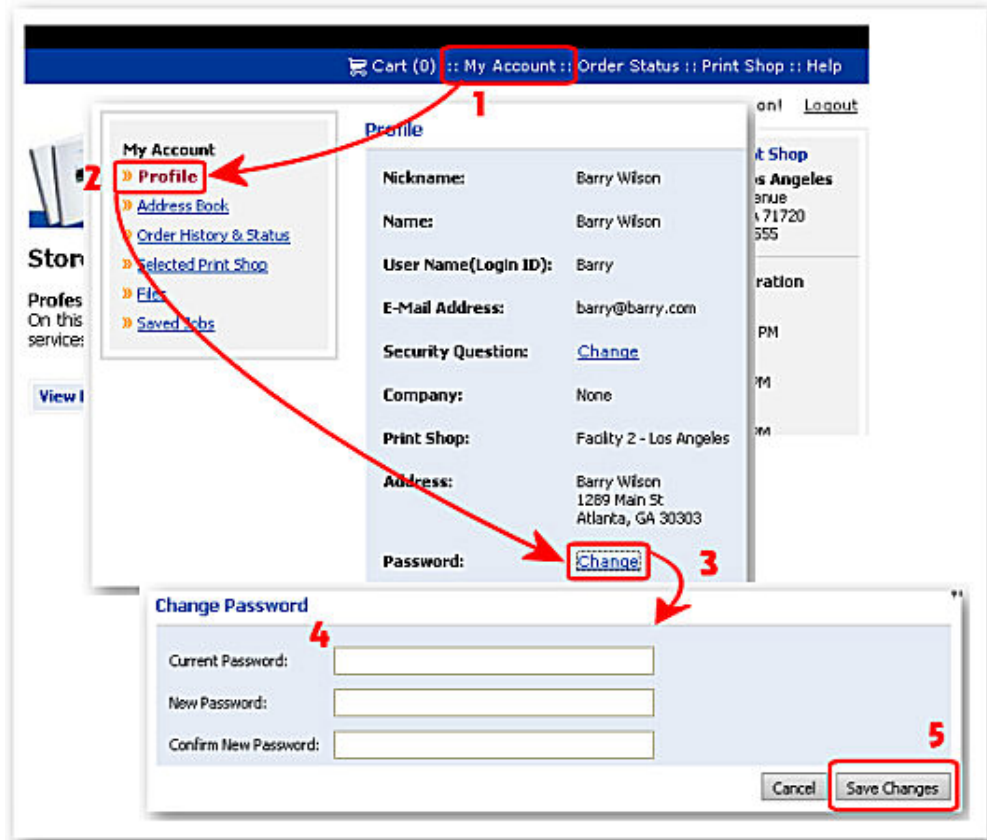 Cart (0) :: My Account :: Order Status :: Print Shop :: Help
1
on! Logout
Profile
My Account
2
» Profile
» Address Book
» Order History & Status
» Selected Print Shop
» Files
» Saved Jobs
Nickname: Barry Wilson
Name: Barry Wilson
User Name(Login ID): Barry
E-Mail Address: barry@barry.com
Security Question: Change
Company: None
Print Shop: Facility 2 - Los Angeles
Address: Barry Wilson
1289 Main St
Atlanta, GA 30303
Password: Change
3
t Shop
s Angeles
enue
A 71720
555
ration
PM
PM
PM
Stor
Profes
On this
services
View
Change Password
4
Current Password:
New Password:
Confirm New Password:
5
Cancel Save Changes